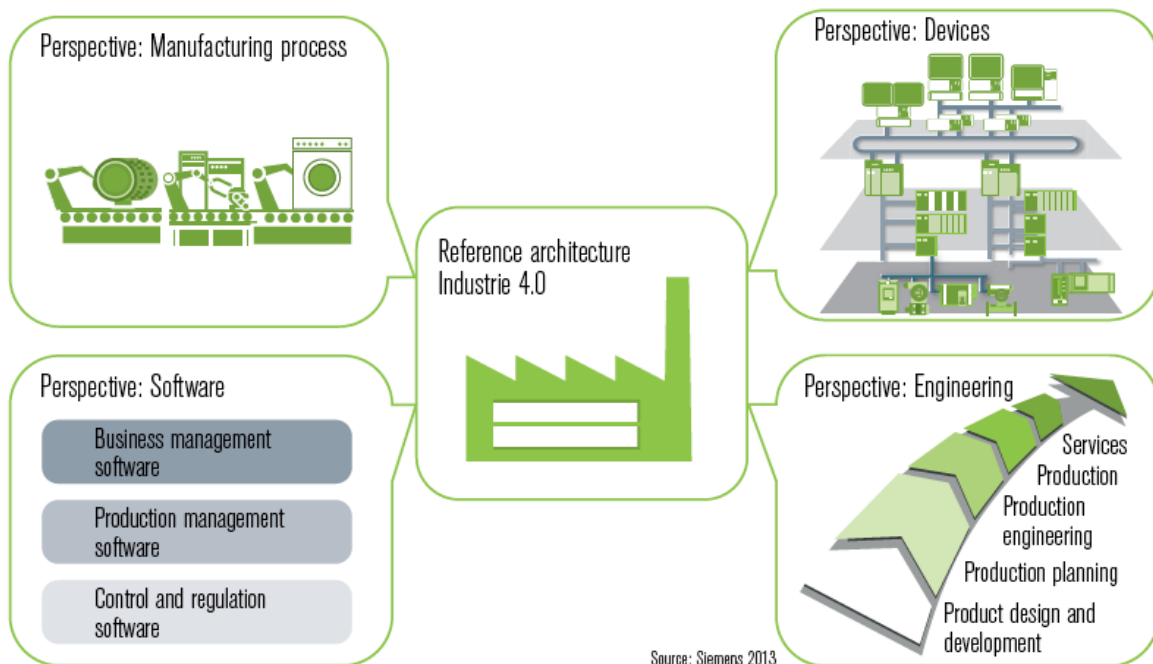 Perspective: Manufacturing process
Perspective: Devices
Reference architecture
Industrie 4.0
Perspective: Software
Business management
software
Production management
software
Control and regulation
software
Perspective: Engineering
Services
Production
Production
engineering
Production planning
Product design and
development
Source: Siemens 2013